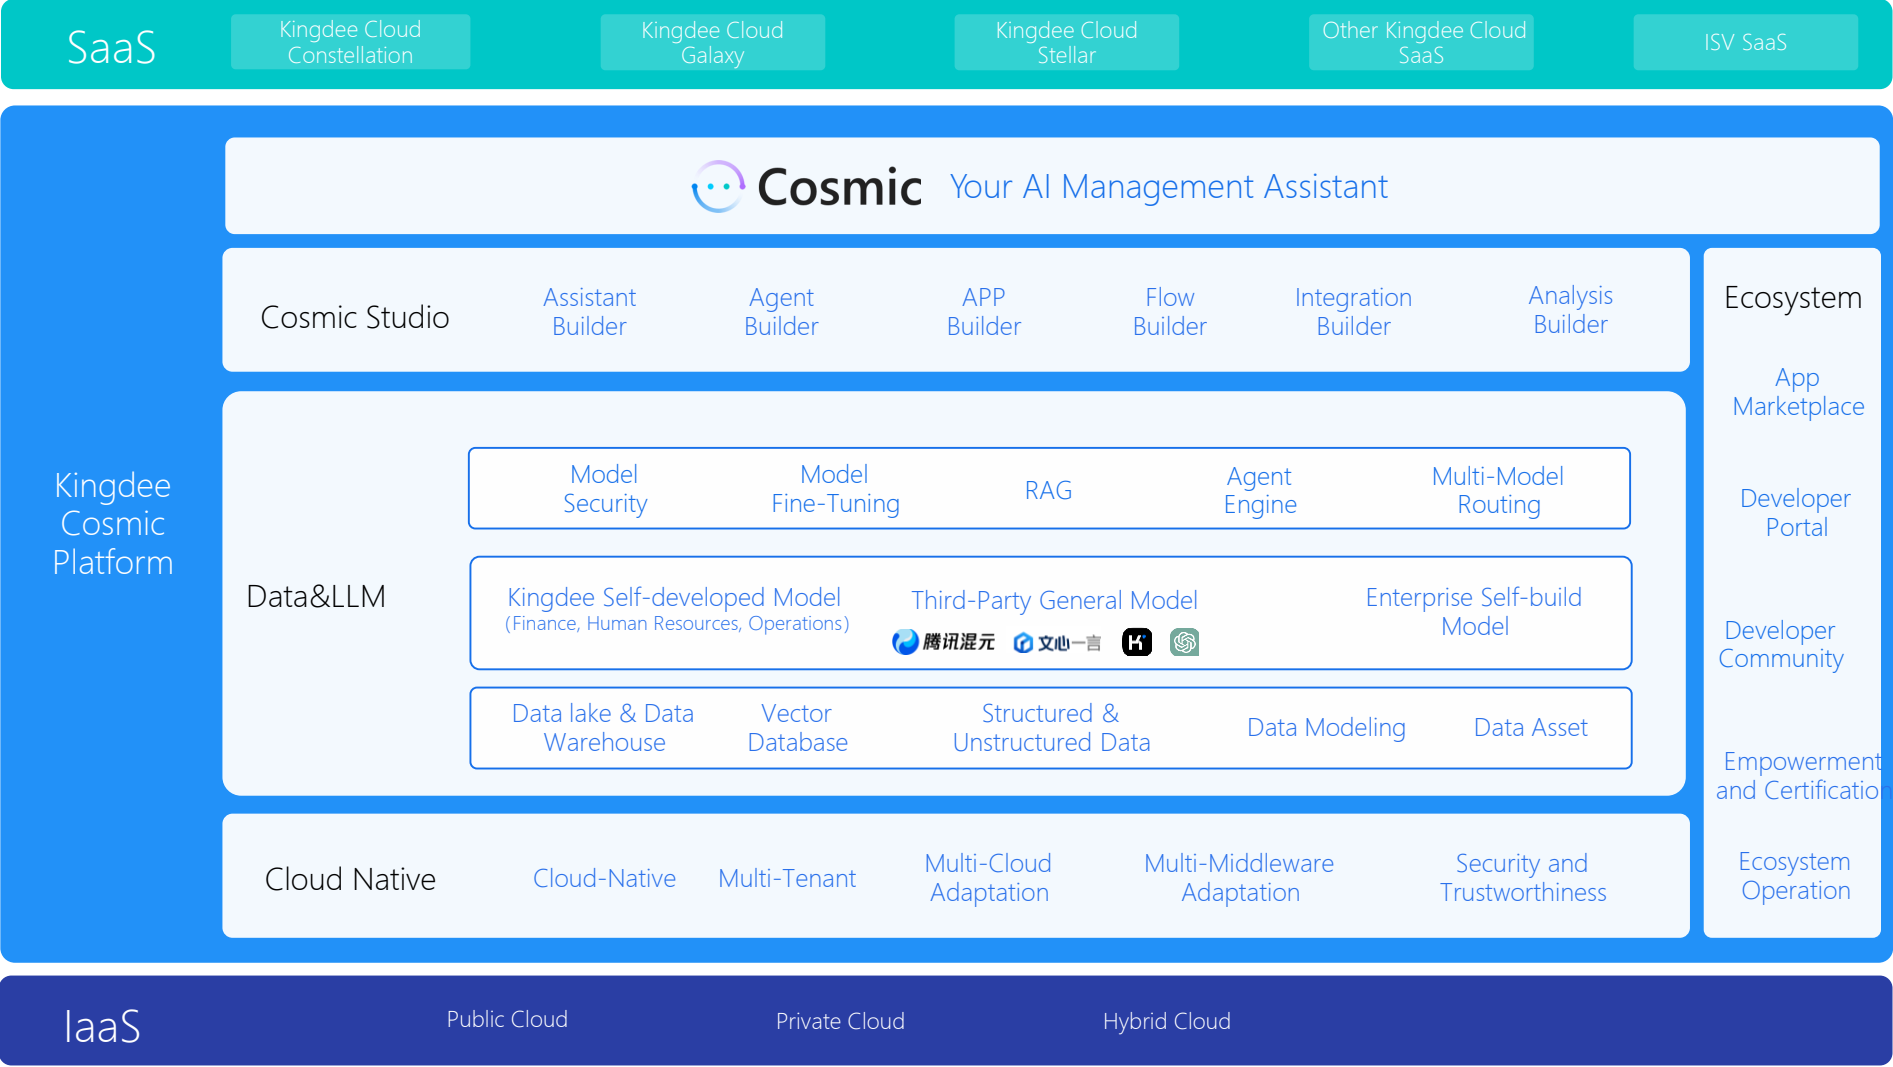 SaaS
Kingdee Cloud
Constellation
Kingdee Cloud
Galaxy
Kingdee Cloud
Stellar
Other Kingdee Cloud
SaaS
ISV SaaS
Kingdee
Cosmic
Platform
Cosmic Your AI Management Assistant
Cosmic Studio
Assistant
Builder
Agent
Builder
APP
Builder
Flow
Builder
Integration
Builder
Analysis
Builder
Data&LLM
Model
Security
Model
Fine-Tuning
RAG
Agent
Engine
Multi-Model
Routing
Kingdee Self-developed Model
(Finance, Human Resources, Operations)
Third-Party General Model
腾讯混元 文心一言 K
Enterprise Self-build
Model
Data lake & Data
Warehouse
Vector
Database
Structured &
Unstructured Data
Data Modeling
Data Asset
Cloud Native
Cloud-Native
Multi-Tenant
Multi-Cloud
Adaptation
Multi-Middleware
Adaptation
Security and
Trustworthiness
Ecosystem
App
Marketplace
Developer
Portal
Developer
Community
Empowerment
and Certification
Ecosystem
Operation
IaaS
Public Cloud
Private Cloud
Hybrid Cloud